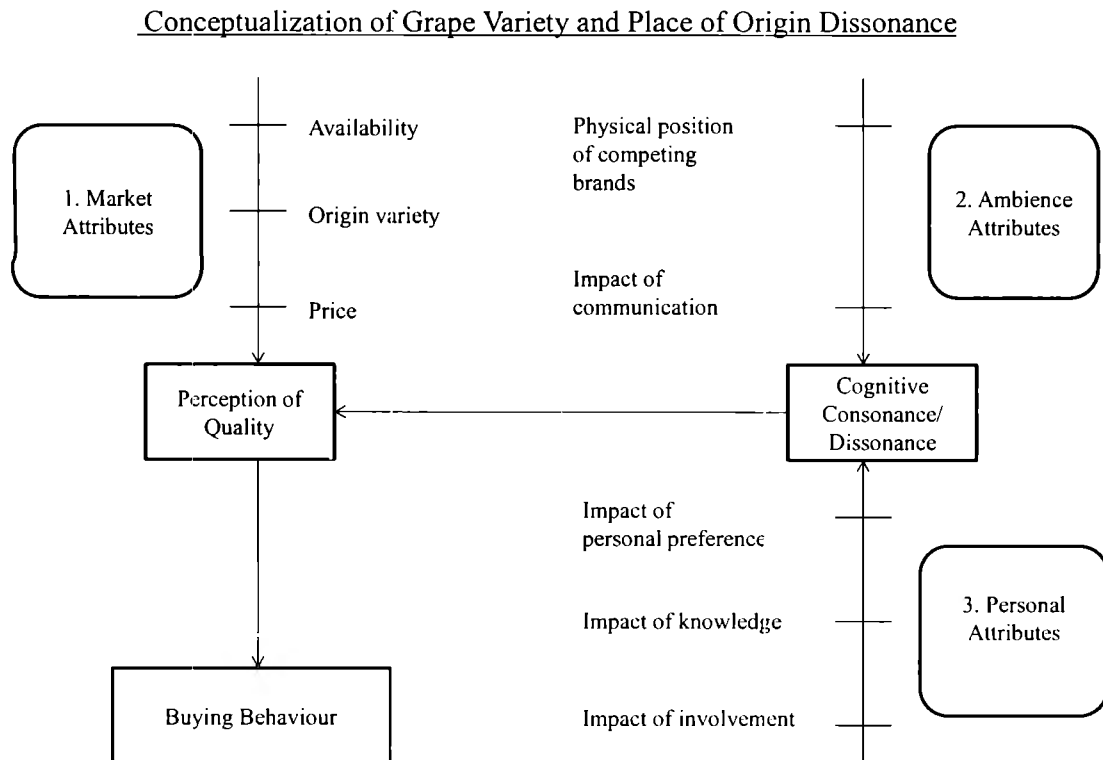 Conceptualization of Grape Variety and Place of Origin Dissonance
1. Market
Attributes
Availability
Origin variety
Price
Physical position
of competing
brands
Impact of
communication
2. Ambience
Attributes
Perception of
Quality
Cognitive
Consonance/
Dissonance
Impact of
personal preference
Impact of knowledge
Impact of involvement
3. Personal
Attributes
Buying Behaviour